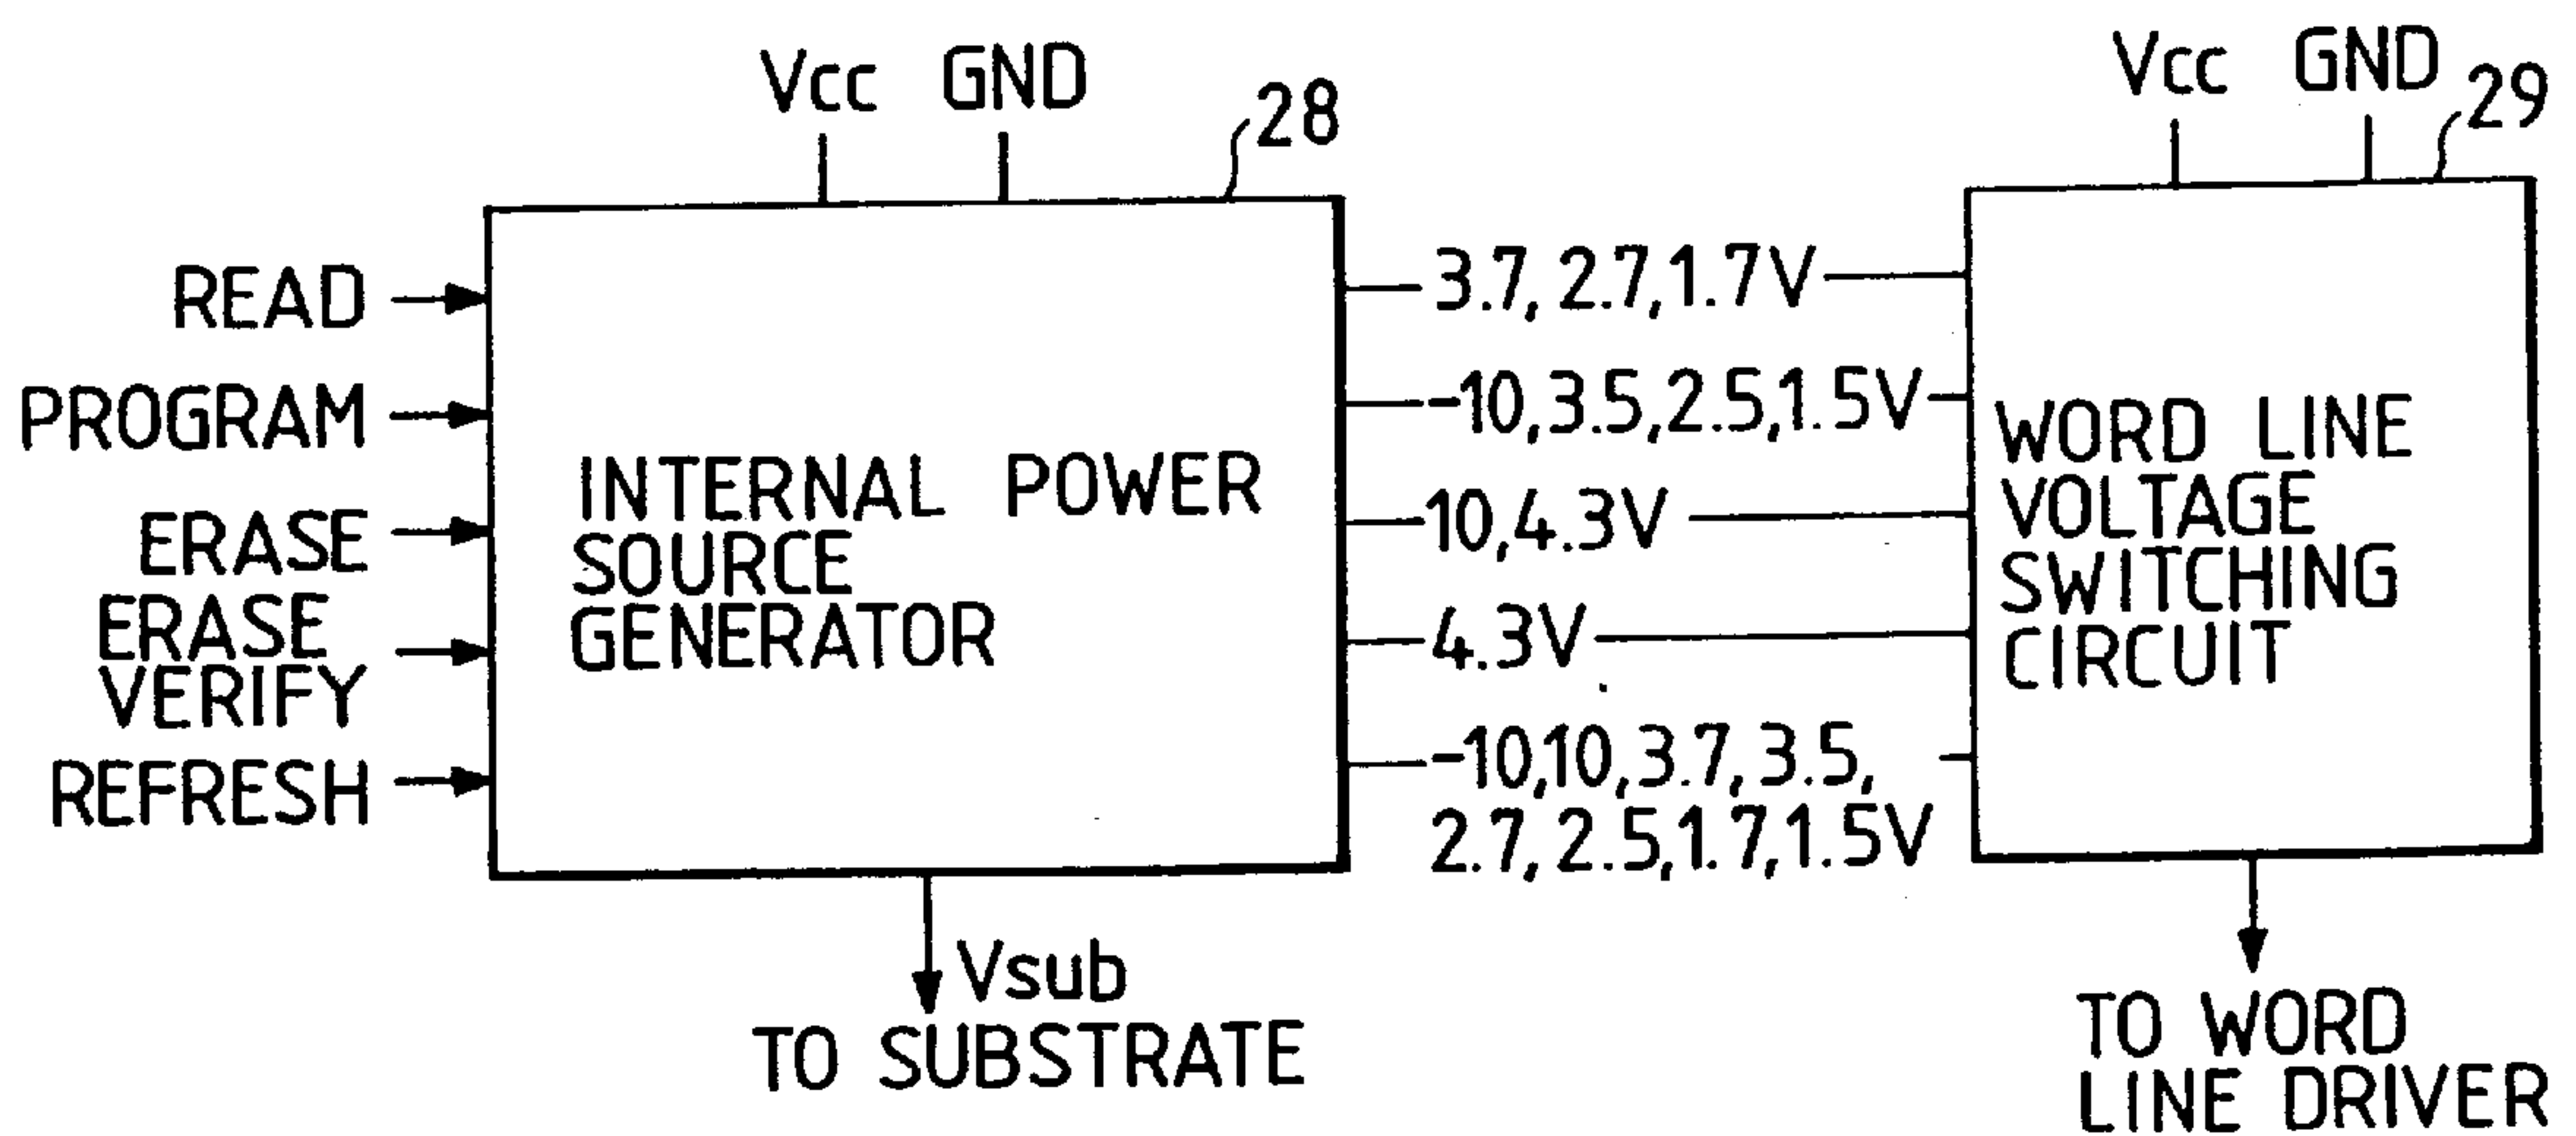 Vcc GND 28
Vcc GND 29
READ
PROGRAM
ERASE
ERASE
VERIFY
REFRESH
INTERNAL POWER
SOURCE
GENERATOR
3.7, 2.7, 1.7V
-10, 3.5, 2.5, 1.5V
10, 4.3V
4.3V
-10, 10, 3.7, 3.5,
2.7, 2.5, 1.7, 1.5V
WORD LINE
VOLTAGE
SWITCHING
CIRCUIT
Vsub
TO SUBSTRATE
TO WORD
LINE DRIVER